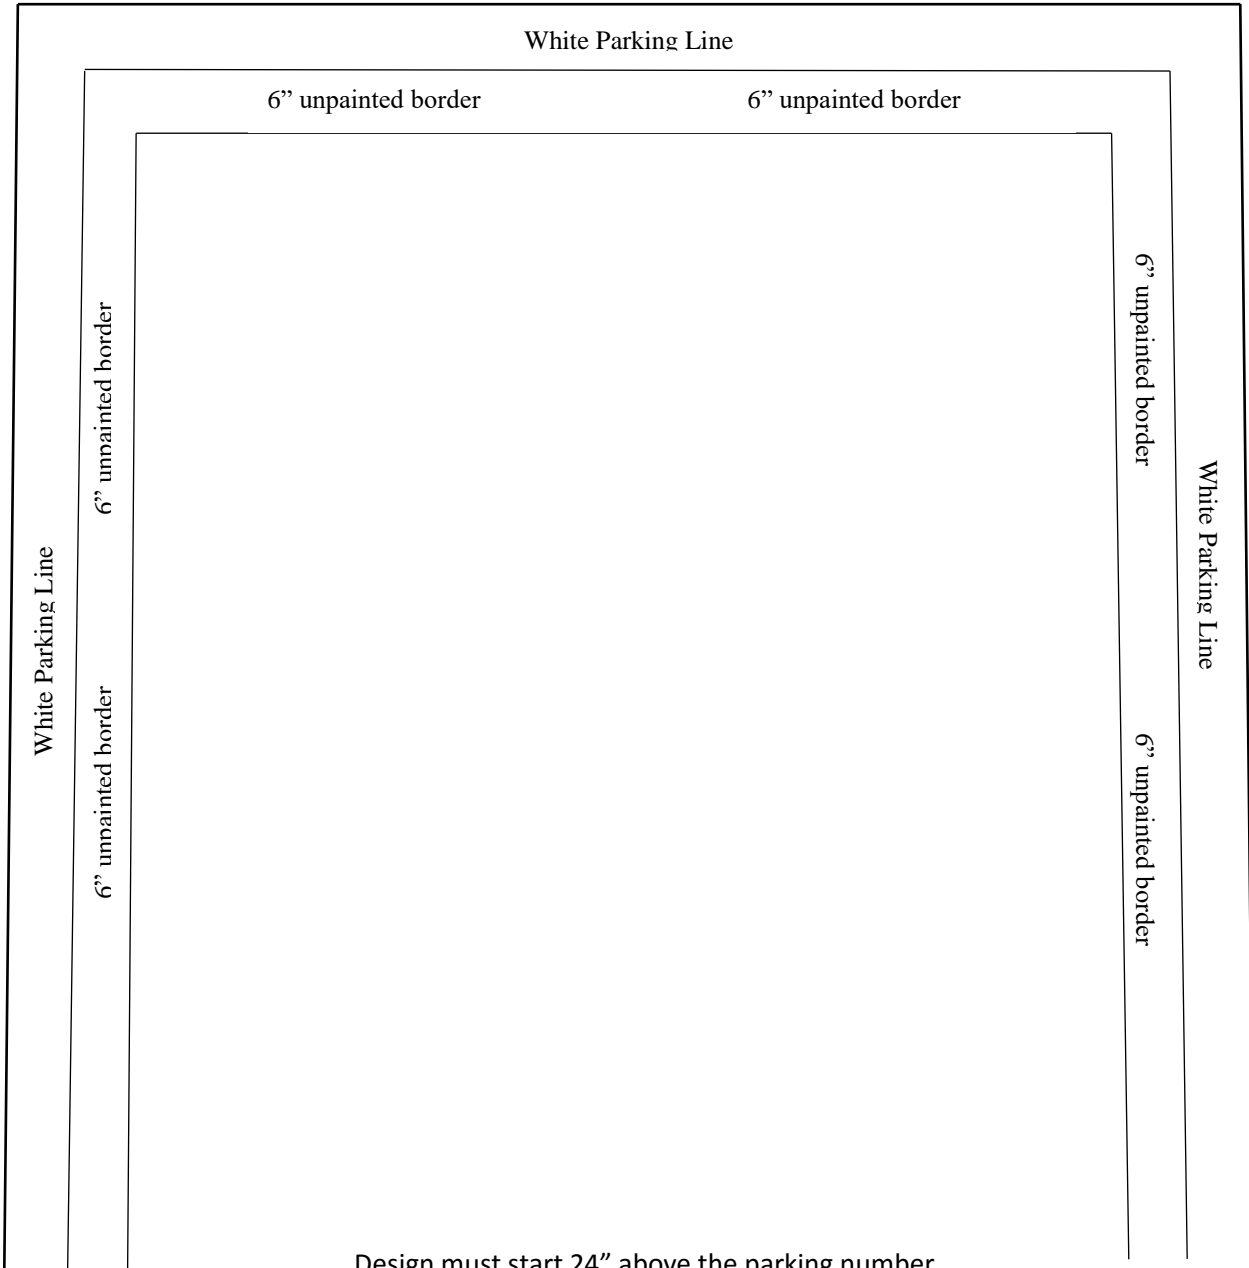 White Parking Line
6” unpainted border
6” unpainted border
6” unpainted border
6” unpainted border
White Parking Line
White Parking Line
6” unpainted border
6” unpainted border
Design must start 24” above the parking number